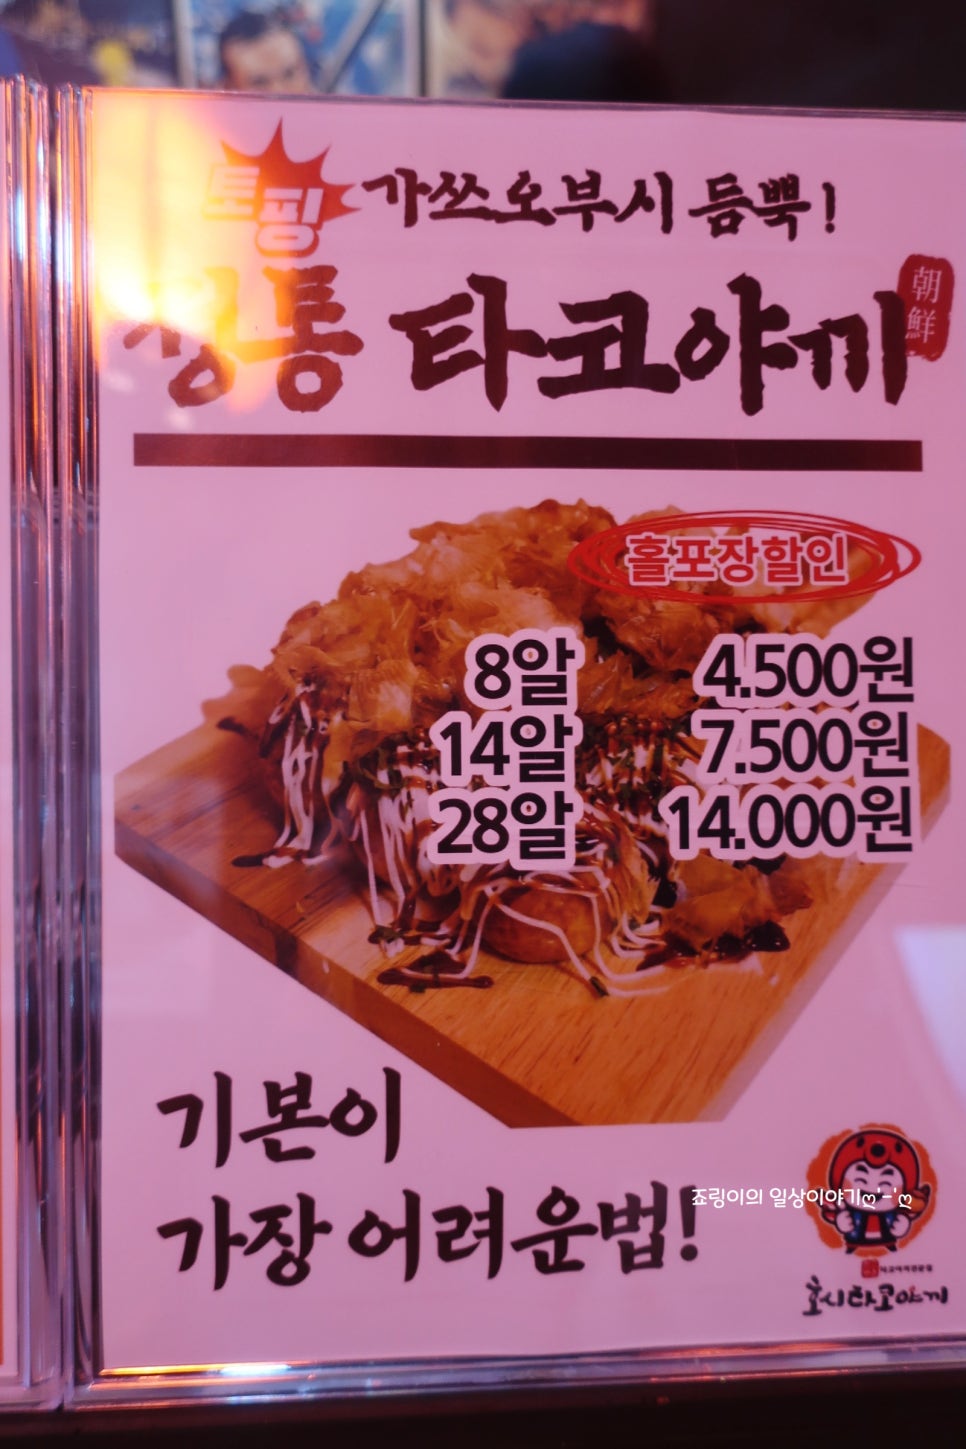 토핑
가쓰오부시 듬뿍!
정통 타코야끼
朝鮮
홀포장할인
8알 4.500원
14알 7.500원
28알 14.000원
기본이
가장 어려운법!
죠링이의 일상이야기ღ'-'ღ
호시타코야끼